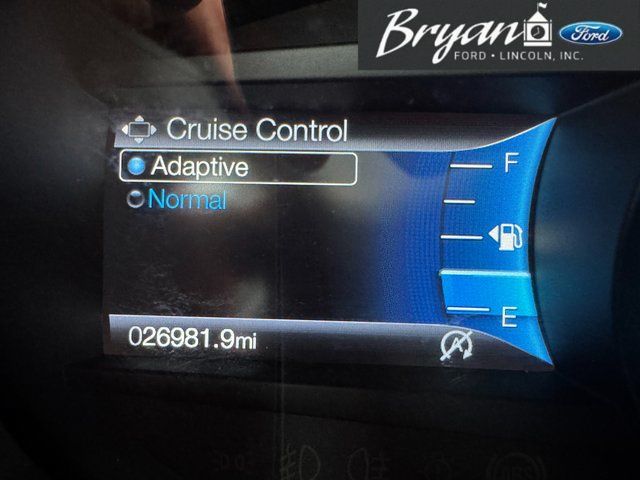 Bryan
Ford
FORD • LINCOLN, INC.
Cruise Control
Adaptive
Normal
F
E
026981.9mi
A